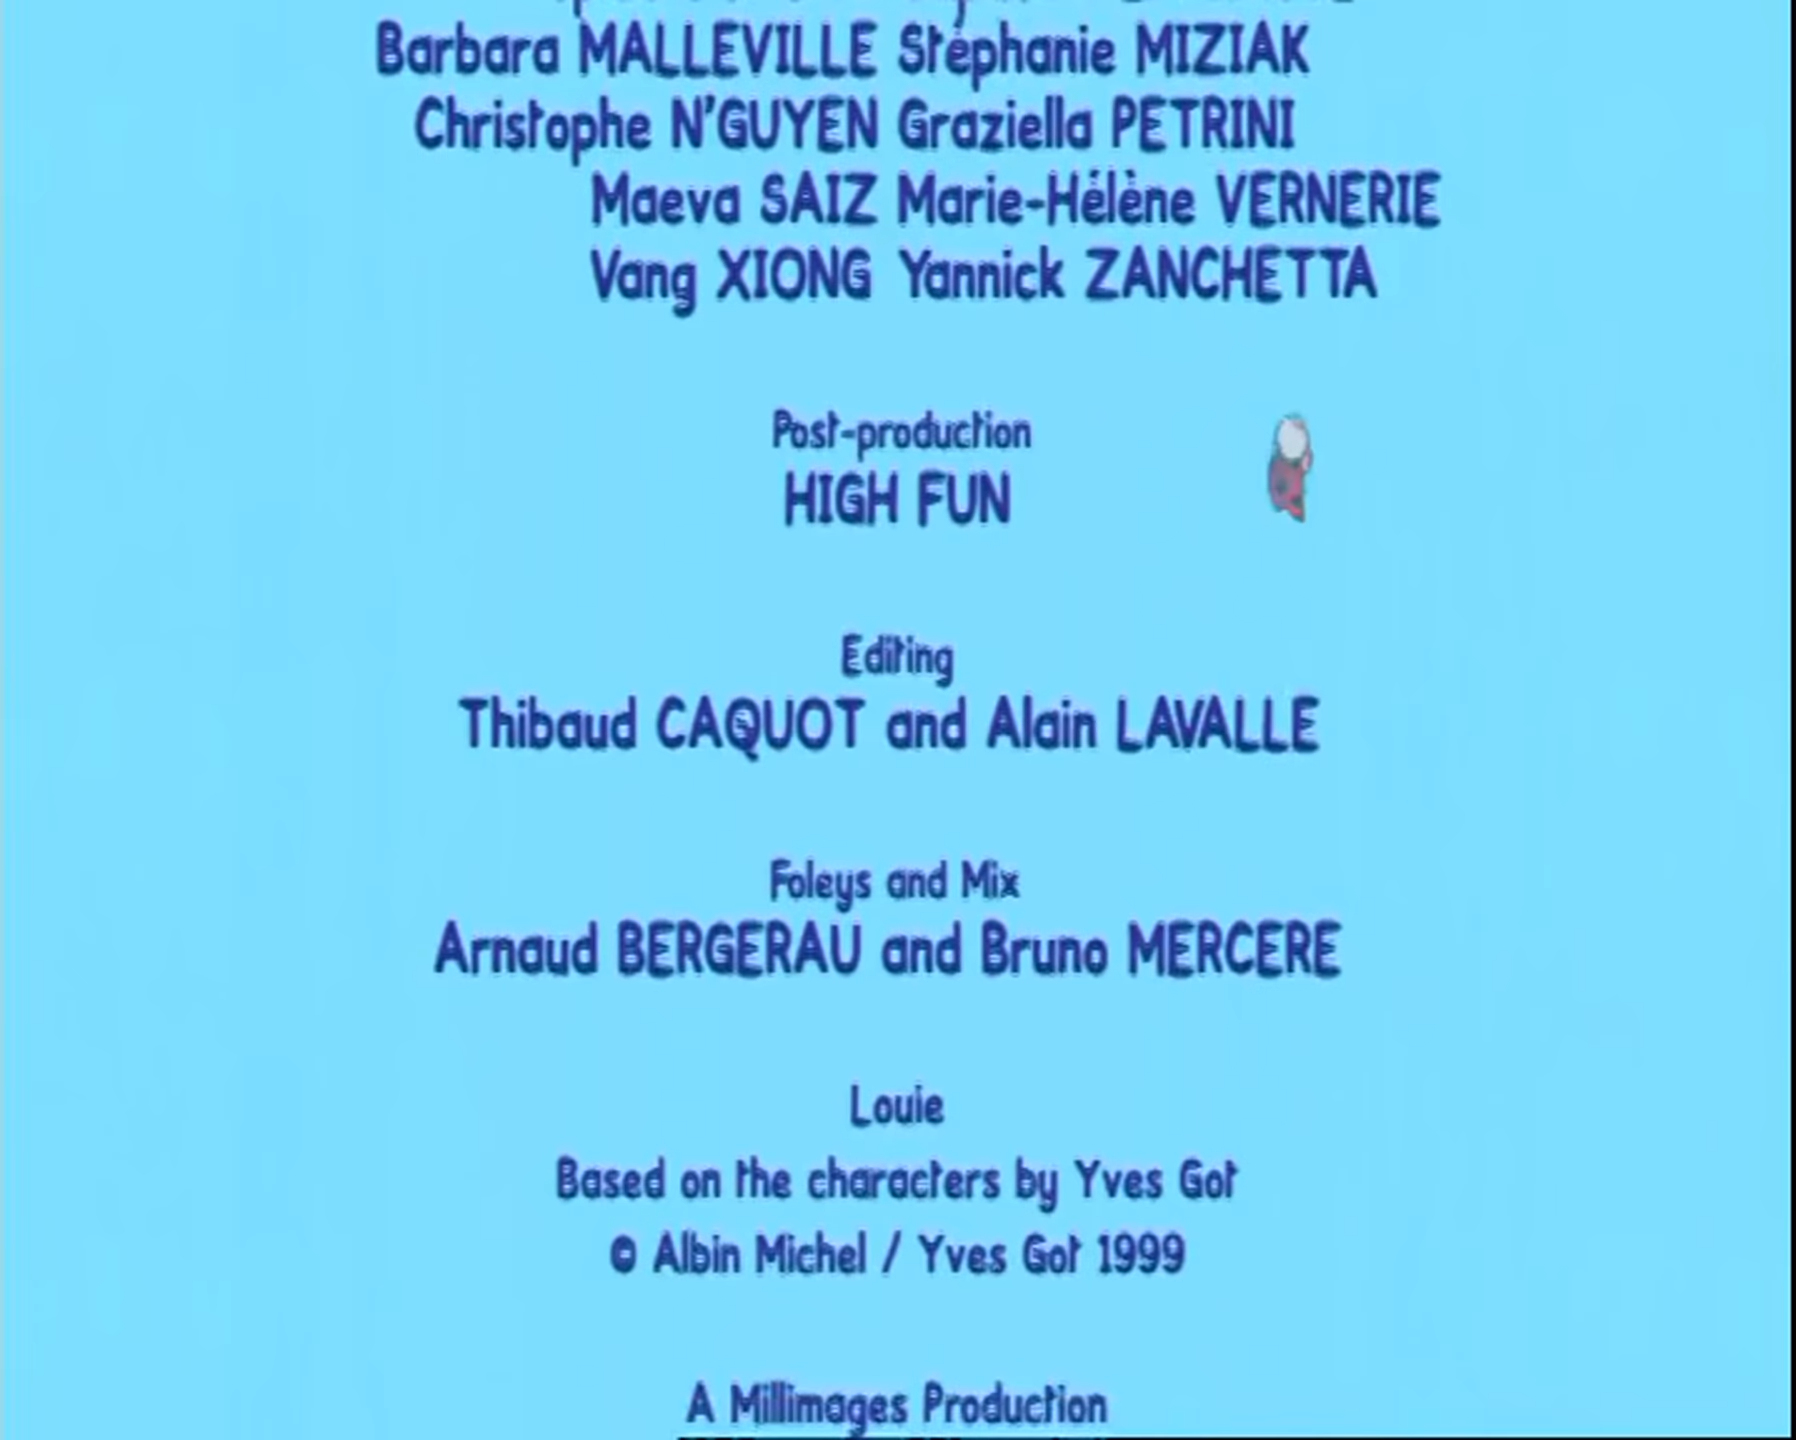 Barbara MALLEVILLE Stéphanie MIZIAK
Christophe N'GUYEN Graziella PETRINI
Maeva SAIZ Marie-Hélène VERNERIE
Vang XIONG Yannick ZANCHETTA
Post-production
HIGH FUN
Editing
Thibaud CAQUOT and Alain LAVALLE
Foleys and Mix
Arnaud BERGERAU and Bruno MERCERE
Louie
Based on the characters by Yves Got
© Albin Michel / Yves Got 1999
A Millimages Production